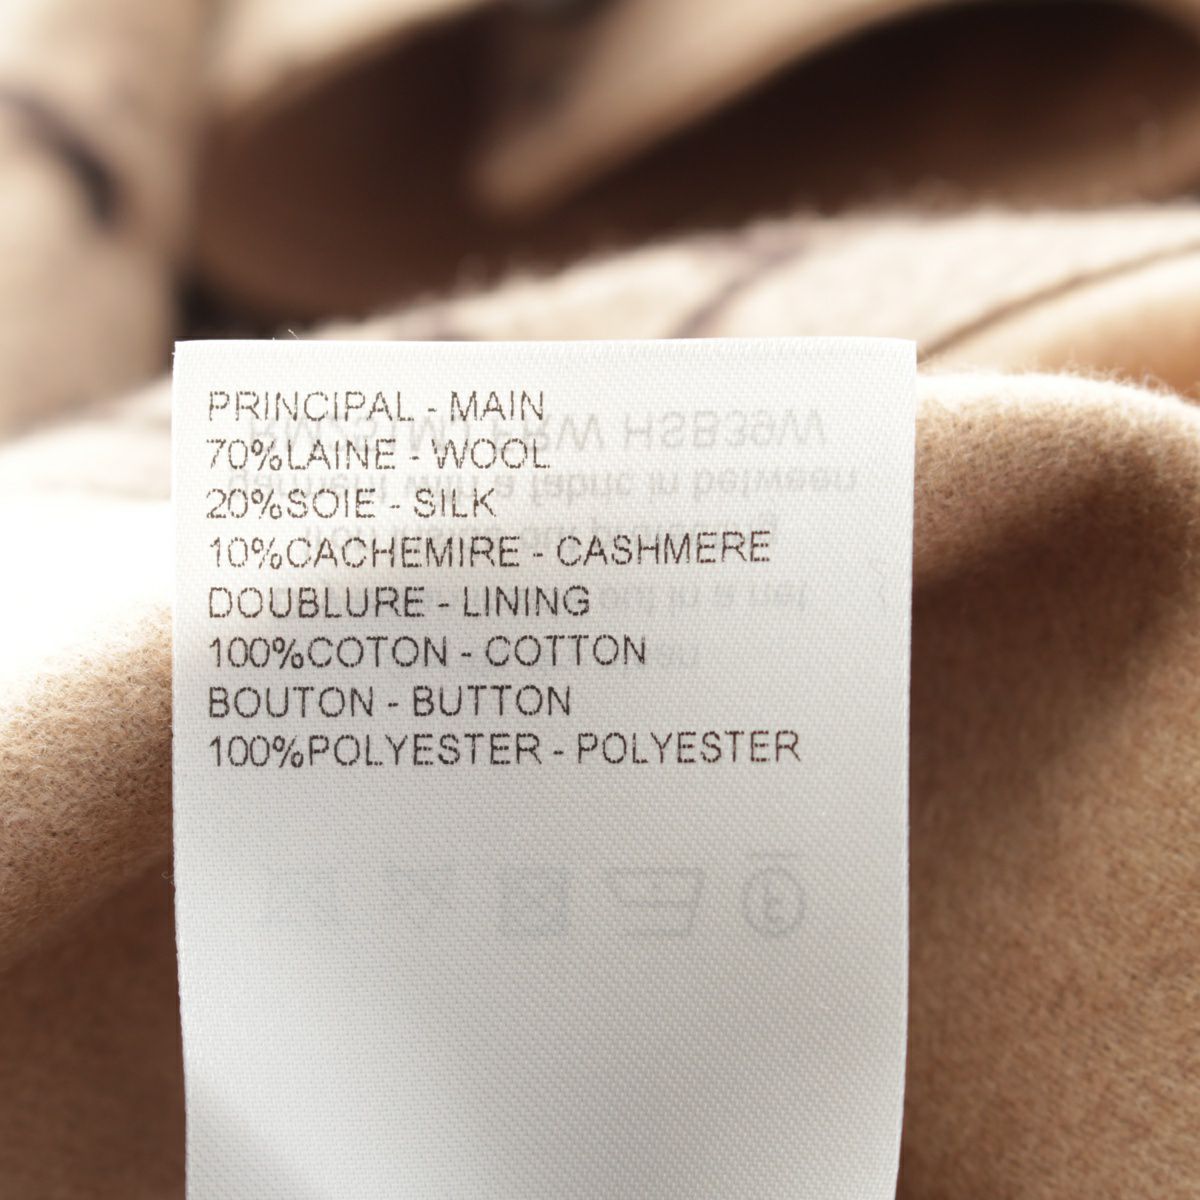 PRINCIPAL - MAIN
70%LAINE - WOOL
20%SOIE - SILK
10%CACHEMIRE - CASHMERE
DOUBLURE - LINING
100%COTON - COTTON
BOUTON - BUTTON
100%POLYESTER - POLYESTER